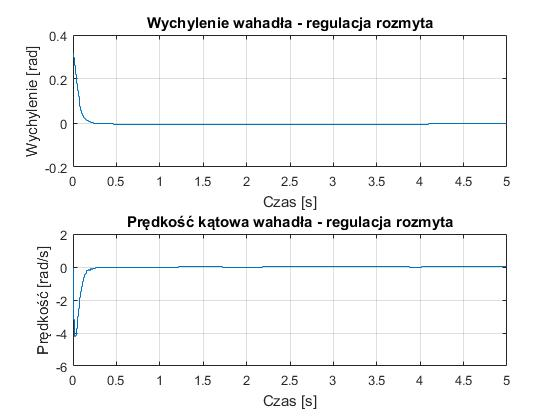 Wychylenie wahadła - regulacja rozmyta
0.4
0.2
0
-0.2
Wychylenie [rad]
0 0.5 1 1.5 2 2.5 3 3.5 4 4.5 5
Czas [s]
Prędkość kątowa wahadła - regulacja rozmyta
2
0
-2
-4
-6
Prędkość [rad/s]
0 0.5 1 1.5 2 2.5 3 3.5 4 4.5 5
Czas [s]